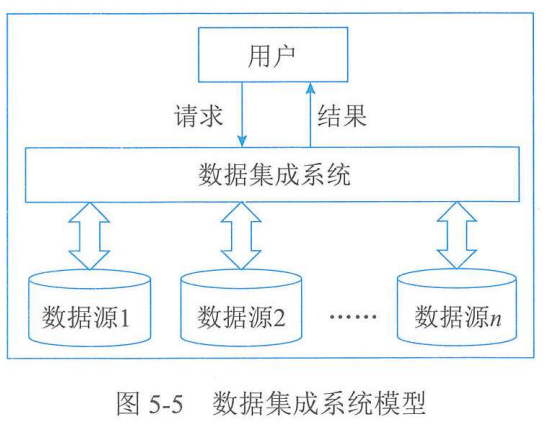 用户
请求 结果
数据集成系统
数据源1 数据源2 …… 数据源n
图 5-5 数据集成系统模型